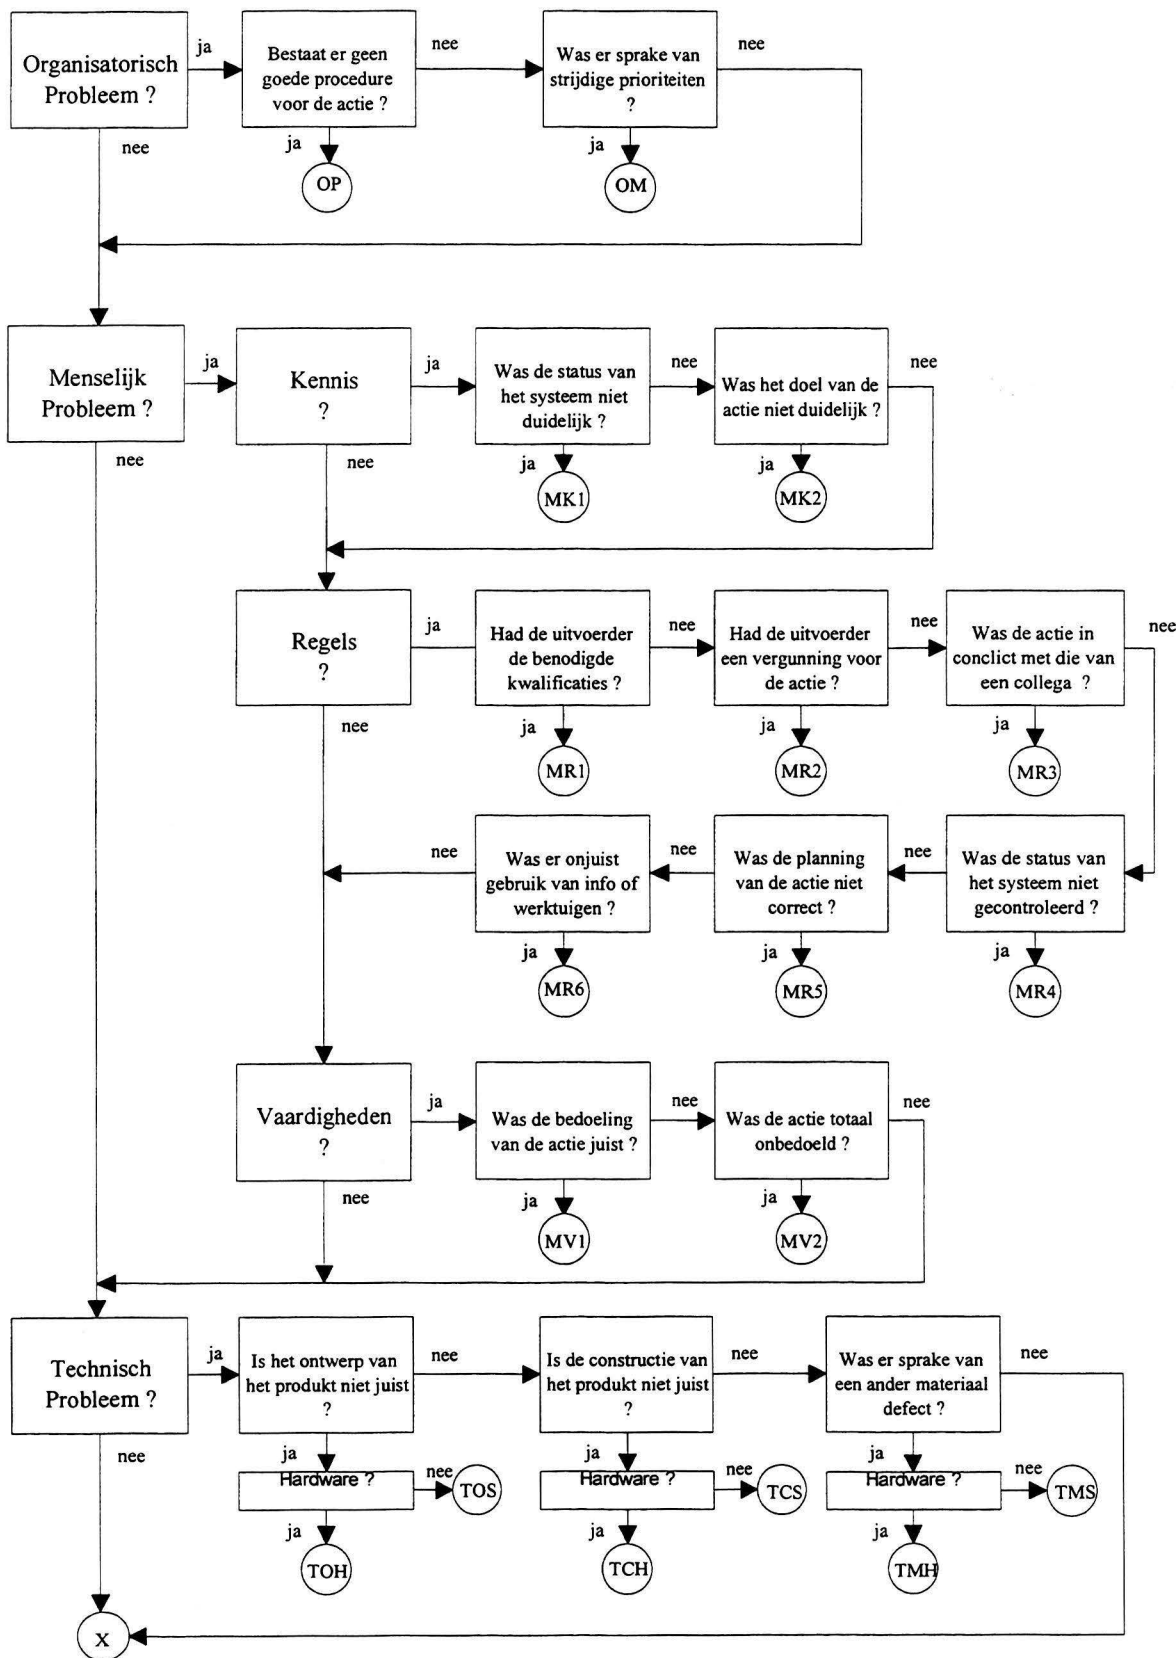 ja
nee
nee
Organisatorisch
Probleem ?
Bestaat er geen
goede procedure
voor de actie ?
Was er sprake van
strijdige prioriteiten
?
nee
ja
ja
OP
OM
Menselijk
Probleem ?
ja
Kennis
?
ja
Was de status van
het systeem niet
duidelijk ?
nee
Was het doel van de
actie niet duidelijk ?
nee
nee
nee
ja
ja
MK1
MK2
Regels
?
ja
Had de uitvoerder
de benodigde
kwalificaties ?
nee
Had de uitvoerder
een vergunning voor
de actie ?
nee
Was de actie in
conclict met die van
een collega ?
nee
nee
ja
ja
ja
MR1
MR2
MR3
nee
Was er onjuist
gebruik van info of
werktuigen ?
nee
Was de planning
van de actie niet
correct ?
nee
Was de status van
het systeem niet
gecontroleerd ?
ja
ja
ja
MR6
MR5
MR4
Vaardigheden
?
ja
Was de bedoeling
van de actie juist ?
nee
Was de actie totaal
onbedoeld ?
nee
nee
ja
ja
MV1
MV2
Technisch
Probleem ?
ja
Is het ontwerp van
het produkt niet juist
?
nee
Is de constructie van
het produkt niet juist
?
nee
Was er sprake van
een ander materiaal
defect ?
nee
nee
ja
ja
ja
Hardware ?
nee
TOS
Hardware ?
nee
TCS
Hardware ?
nee
TMS
ja
ja
ja
TOH
TCH
TMH
X